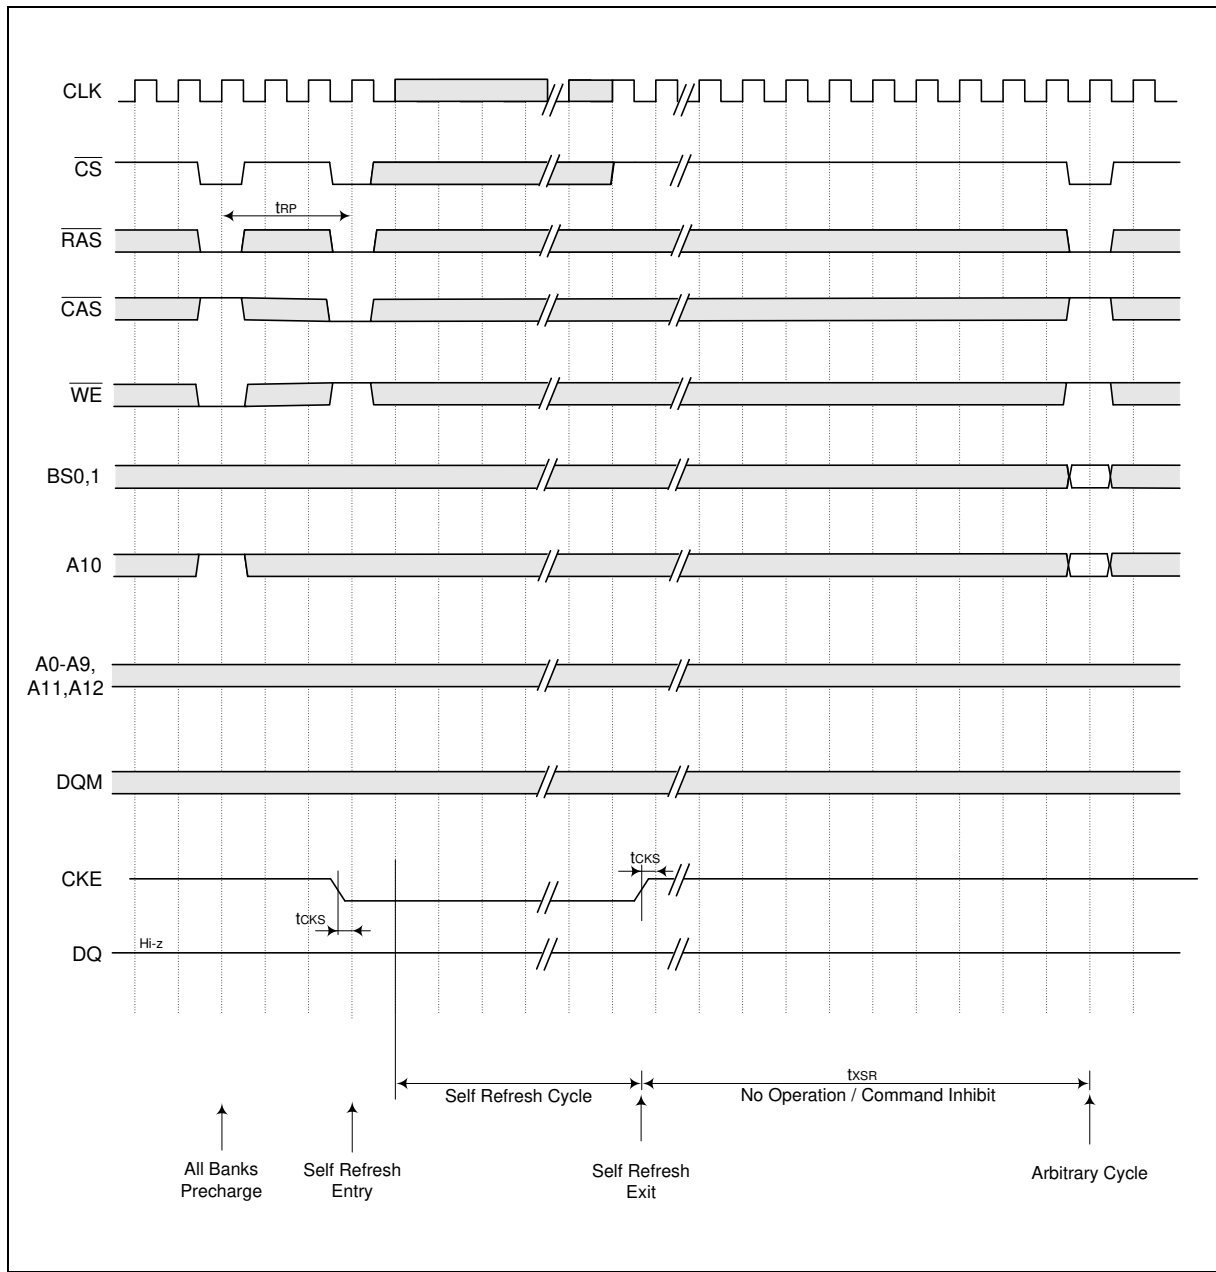 CLK
CS
tRP
RAS
CAS
WE
BS0,1
A10
A0-A9,
A11,A12
DQM
tCKS
CKE
tCKS
Hi-z
DQ
tXSR
Self Refresh Cycle
No Operation / Command Inhibit
All Banks
Precharge
Self Refresh
Entry
Self Refresh
Exit
Arbitrary Cycle